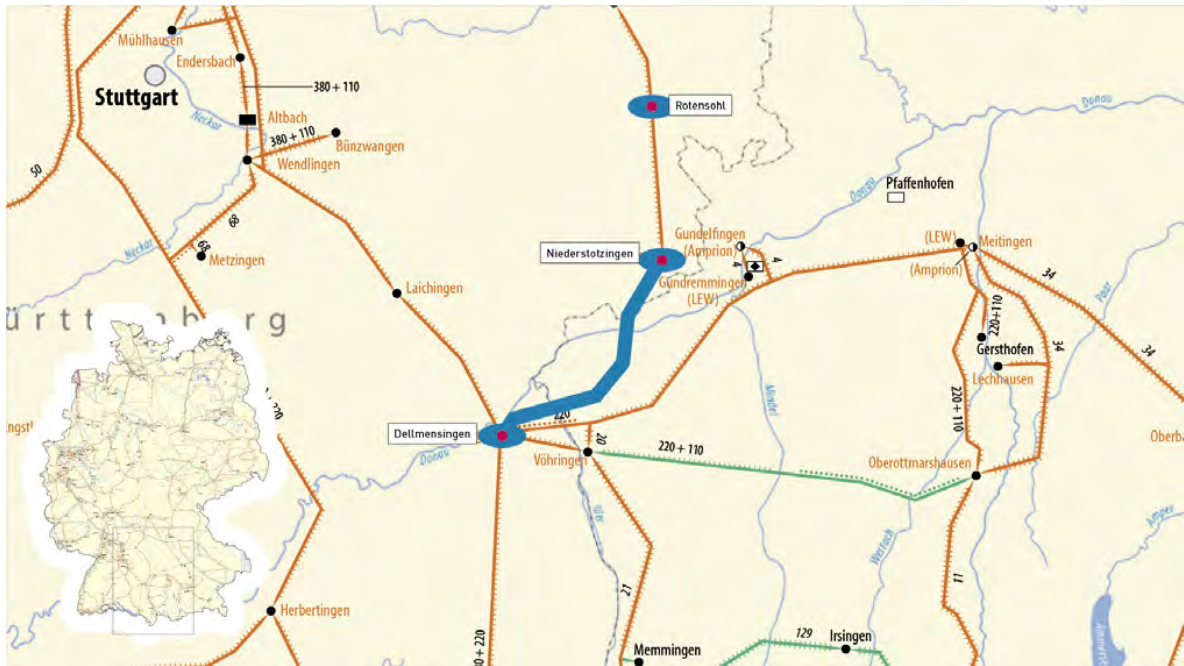 Mühlhausen
Endersbach
Stuttgart
380 + 110
Neckar
Altbach
380 + 110
Bünzwangen
Wendlingen
50
68
68
Neckar
Metzingen
Laichingen
Rotensohl
Donau
Donau
Pfaffenhofen
Niederstotzingen
Gundelfingen
(Amprion)
4
4
Gundremmingen
(LEW)
(LEW)
Meitingen
(Amprion)
34
34
34
Paar
220+110
Gersthofen
Lechhausen
220 + 110
Mindel
Dellmensingen
220
20
Vöhringen
220 + 110
Oberottmarshausen
Donau
Iller
Wertach
Amper
11
21
Herbertingen
Memmingen
129
Irsingen